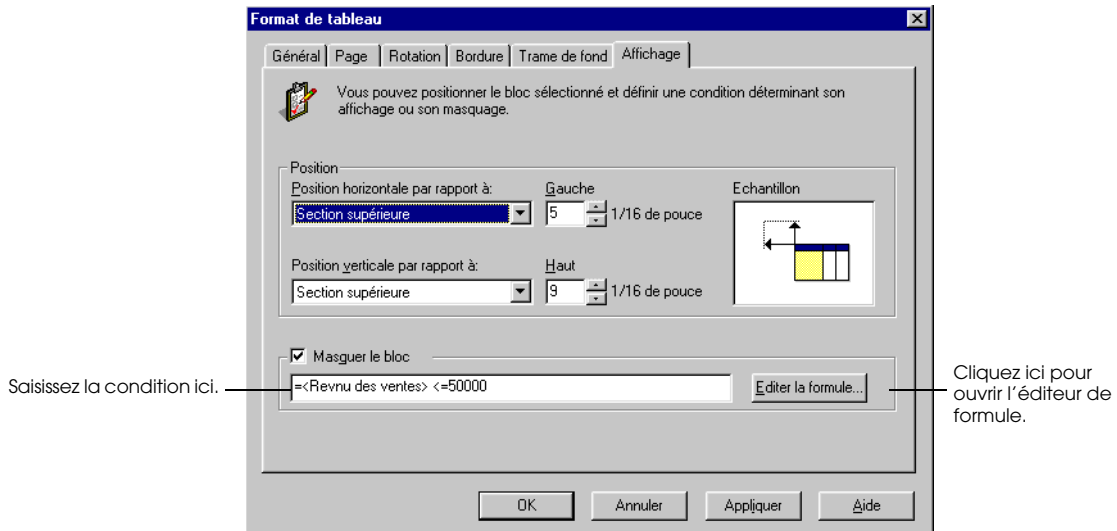 Format de tableau
Général
Page
Rotation
Bordure
Trame de fond
Affichage
Vous pouvez positionner le bloc sélectionné et définir une condition déterminant son
affichage ou son masquage.
Position
Position horizontale par rapport à:
Gauche
Echantillon
Section supérieure
5
1/16 de pouce
Position verticale par rapport à:
Haut
Section supérieure
9
1/16 de pouce
Masquer le bloc
Saisissez la condition ici.
=<Revnu des ventes> <=50000
Editer la formule...
Cliquez ici pour
ouvrir l'éditeur de
formule.
OK
Annuler
Appliquer
Aide